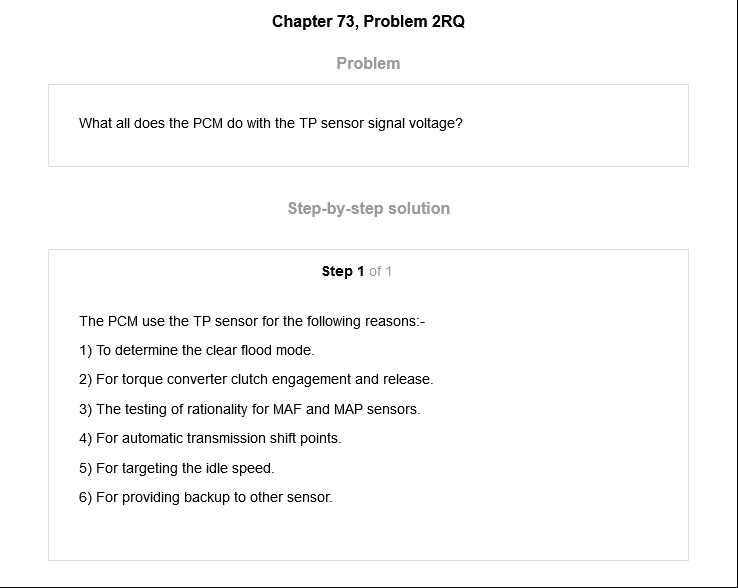 Chapter 73, Problem 2RQ
Problem
What all does the PCM do with the TP sensor signal voltage?
Step-by-step solution
Step 1 of 1
The PCM use the TP sensor for the following reasons:-
1) To determine the clear flood mode.
2) For torque converter clutch engagement and release.
3) The testing of rationality for MAF and MAP sensors.
4) For automatic transmission shift points.
5) For targeting the idle speed.
6) For providing backup to other sensor.